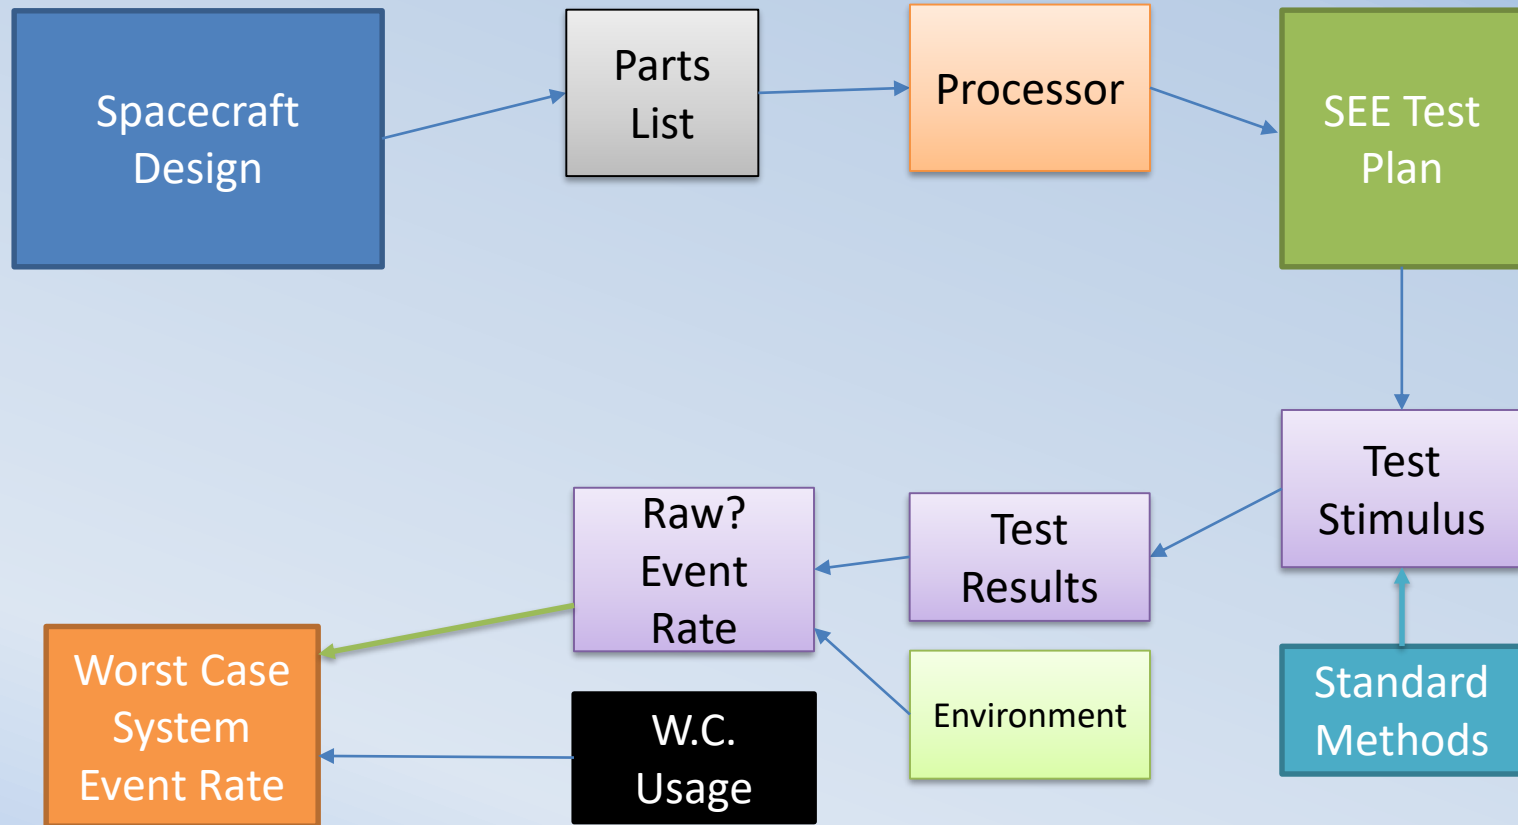 Spacecraft
Design
Parts
List
Processor
SEE Test
Plan
Test
Stimulus
Raw?
Event
Rate
Test
Results
Worst Case
System
Event Rate
W.C.
Usage
Environment
Standard
Methods